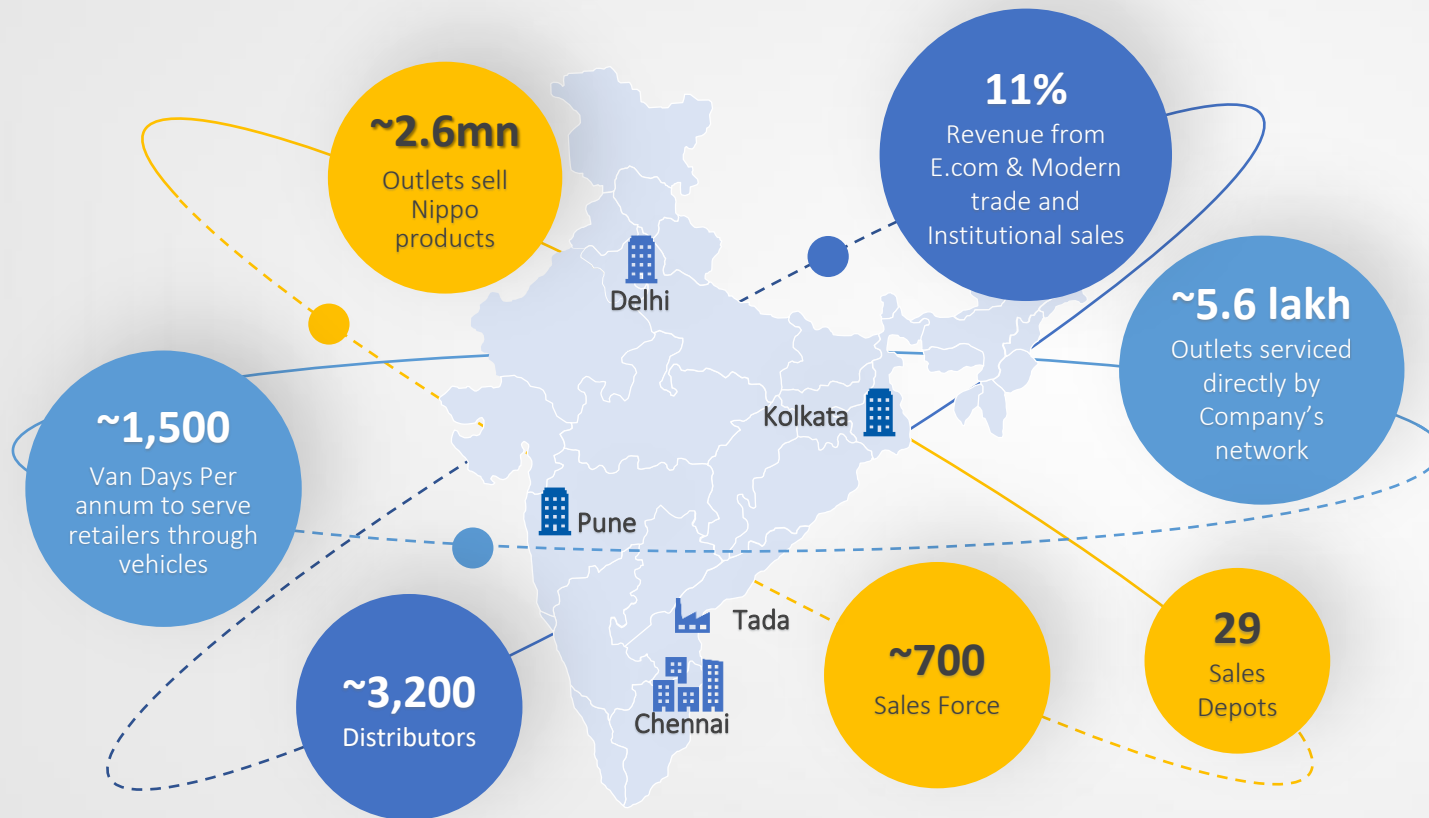 ~2.6mn
Outlets sell
Nippo
products
11%
Revenue from
E.com & Modern
trade and
Institutional sales
~5.6 lakh
Outlets serviced
directly by
Company’s
network
Delhi
Kolkata
~1,500
Van Days Per
annum to serve
retailers through
vehicles
Pune
Tada
Chennai
~3,200
Distributors
~700
Sales Force
29
Sales
Depots